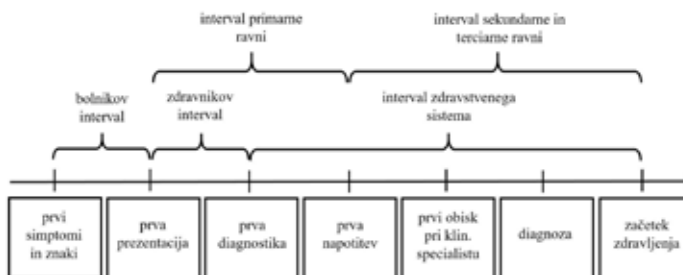 interval primarne
ravni
interval sekundarne in
terciarne ravni
bolnikov
interval
zdravnikov
interval
interval zdravstvenega
sistema
prvi
simptomi
in znaki
prva
prezentacija
prva
diagnostika
prva
napotitev
prvi obisk
pri klin.
specialistu
diagnoza
začetek
zdravljenja